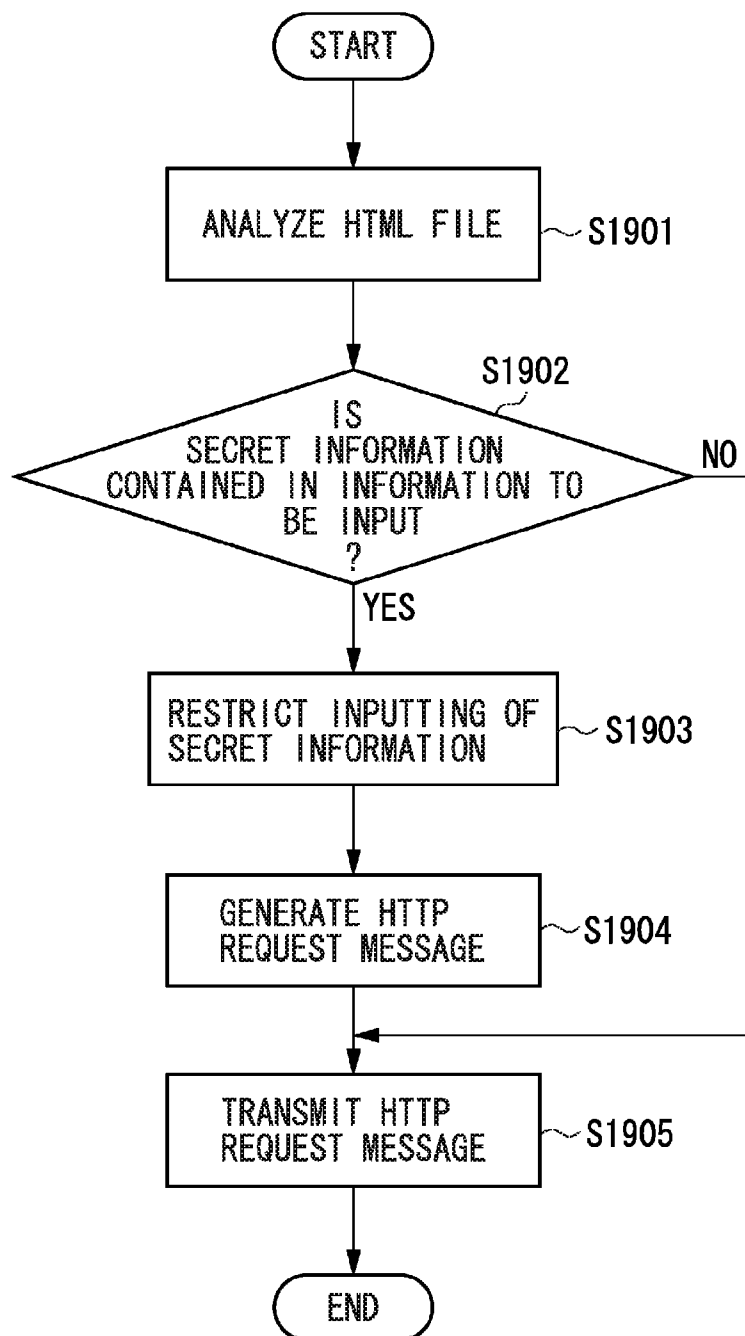 START
ANALYZE HTML FILE
S1901
S1902
IS
SECRET INFORMATION
CONTAINED IN INFORMATION TO
BE INPUT
?
NO
YES
RESTRICT INPUTTING OF
SECRET INFORMATION
S1903
GENERATE HTTP
REQUEST MESSAGE
S1904
TRANSMIT HTTP
REQUEST MESSAGE
S1905
END